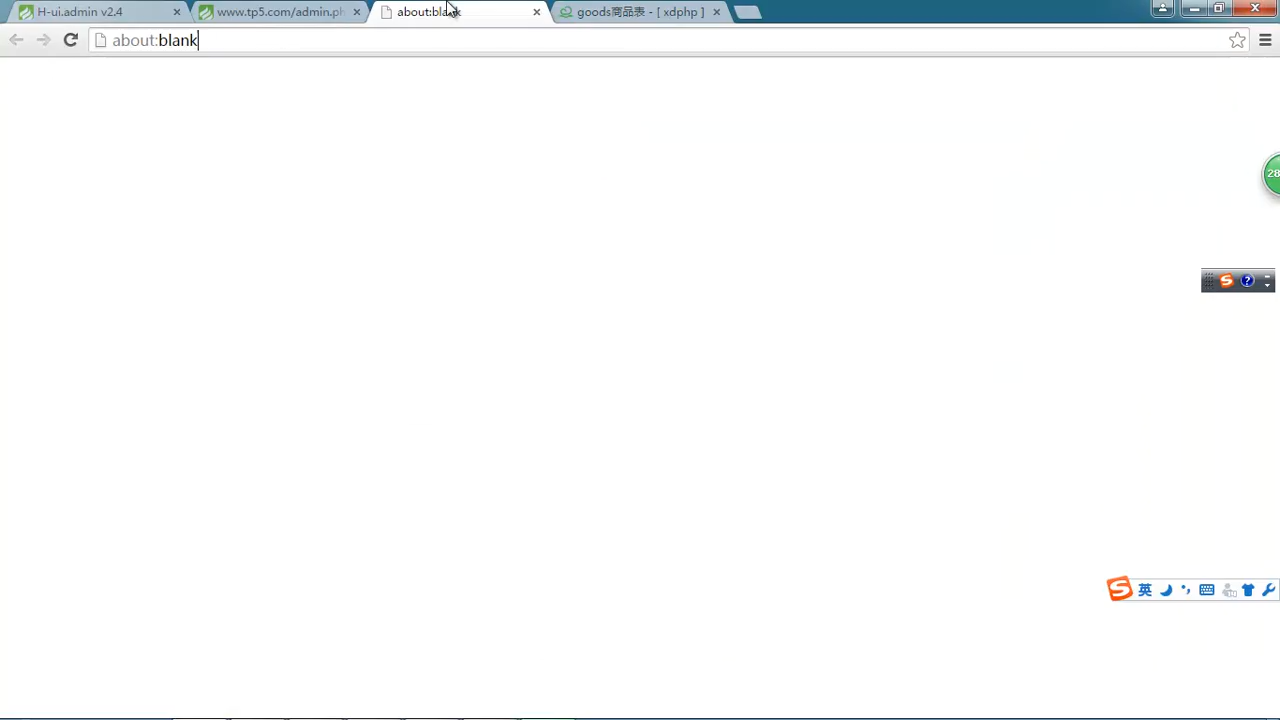 H-ui.admin v2.4
www.tp5.com/admin.ph
about:blank
goods商品表 - [ xdphp ]
about:blank
28
英